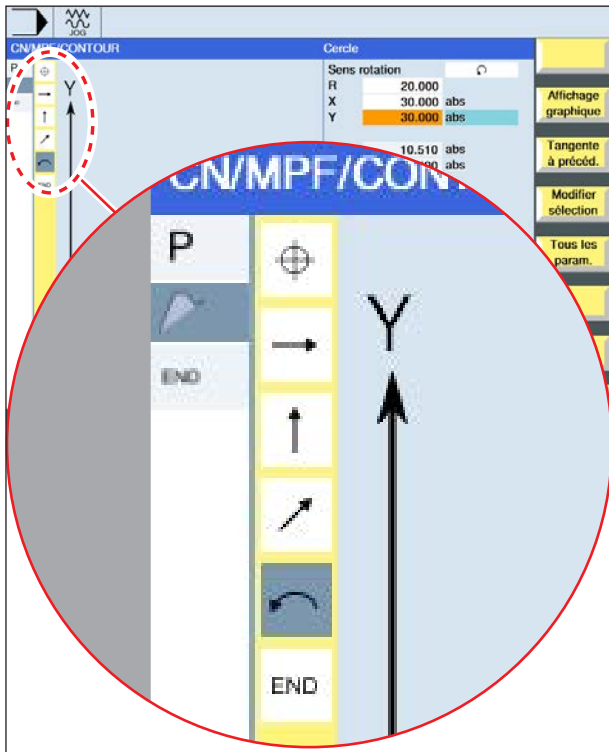 JOG
CN/MPF/CONTOUR
Cercle
P
Y
END
Sens rotation
R 20.000
X 30.000 abs
Y 30.000 abs
10.510 abs
abs
Affichage
graphique
Tangente
à précéd.
Modifier
sélection
Tous les
param.
CN/MPF/CON
P
END
Y
END